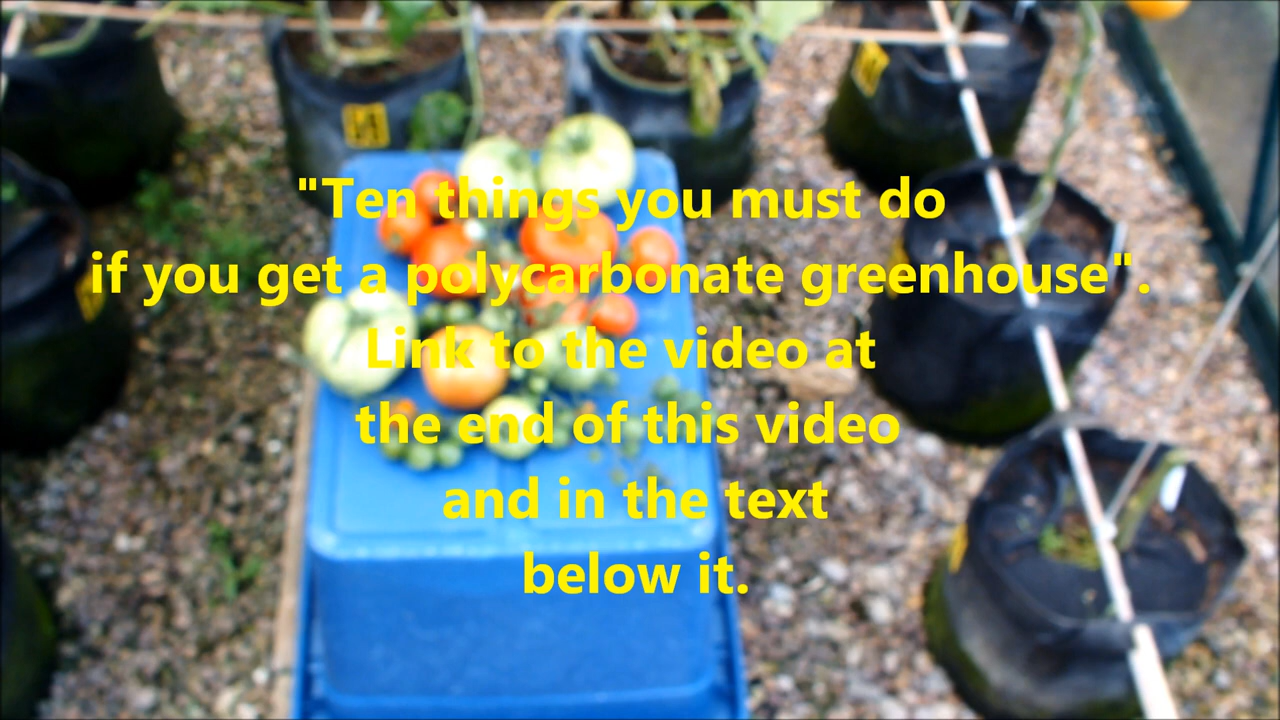 "Ten things you must do
if you get a polycarbonate greenhouse".
Link to the video at
the end of this video
and in the text
below it.